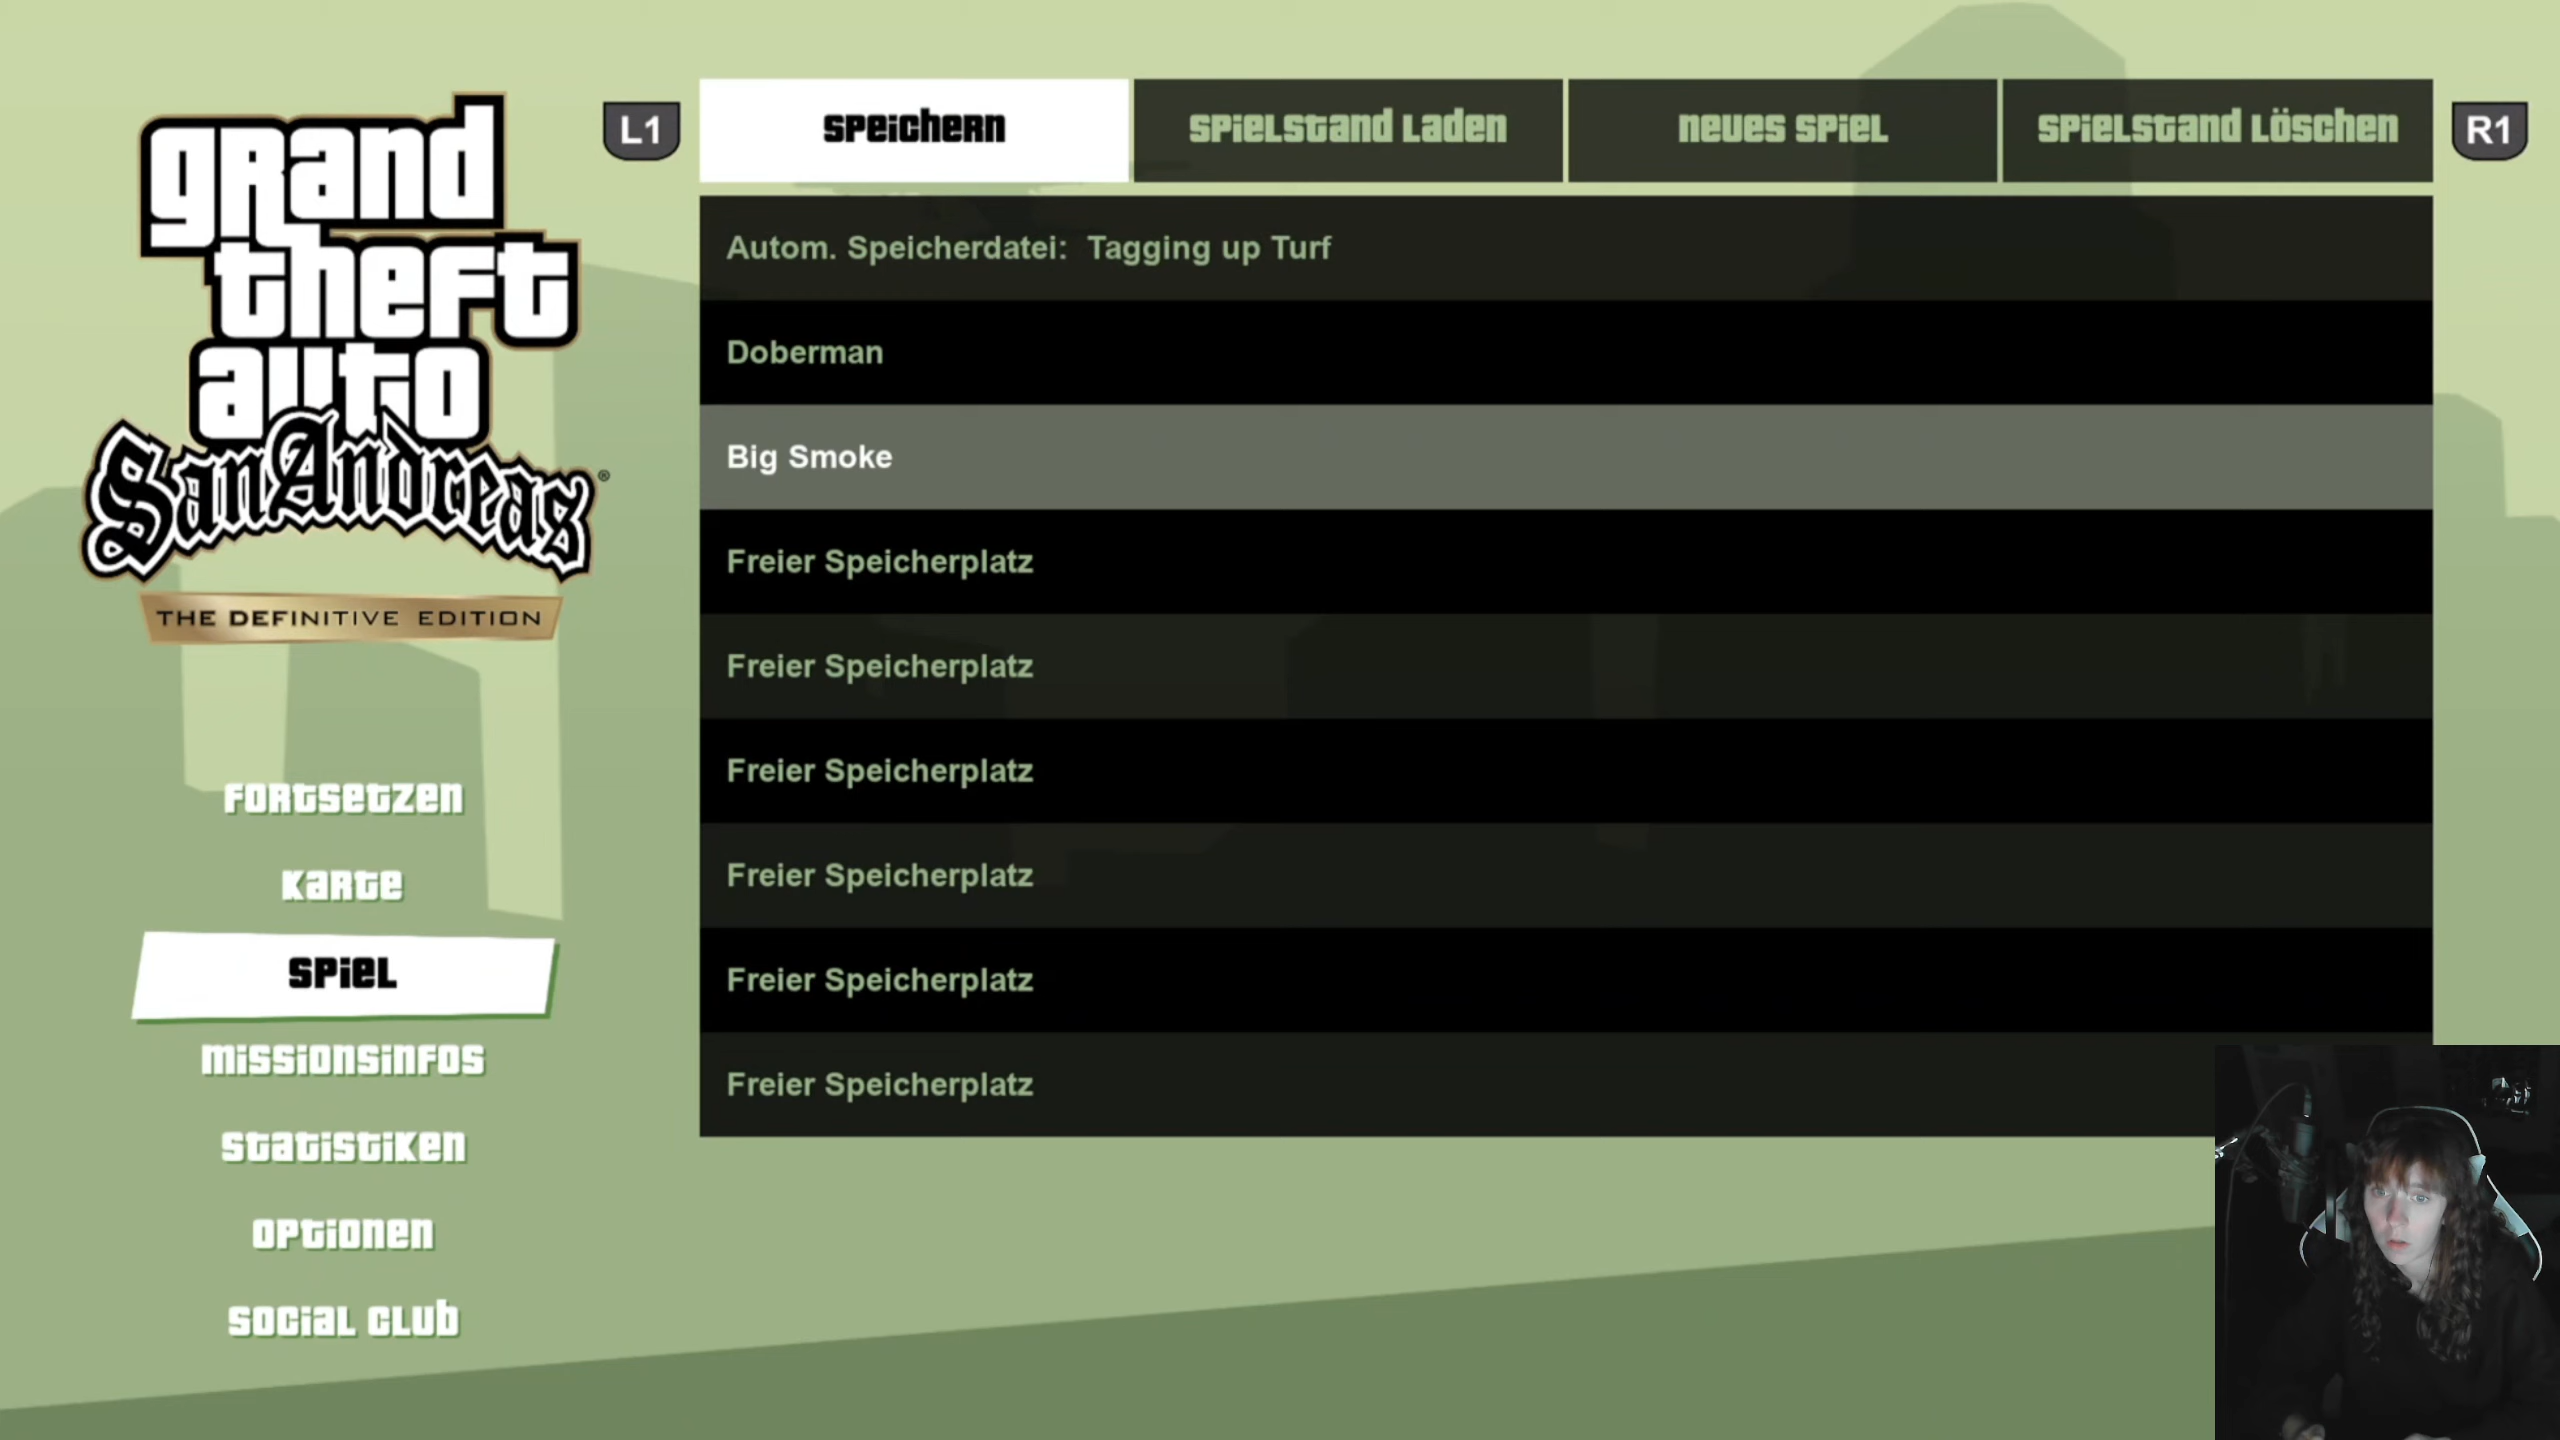 grand
theft
auto
San Andreas®
THE DEFINITIVE EDITION
L1
Speichern
Spielstand laden
Neues Spiel
Spielstand löschen
R1
Autom. Speicherdatei: Tagging up Turf
Doberman
Big Smoke
Freier Speicherplatz
Freier Speicherplatz
Freier Speicherplatz
Freier Speicherplatz
Freier Speicherplatz
Freier Speicherplatz
Fortsetzen
Karte
Spiel
Missionsinfos
Statistiken
Optionen
Social Club